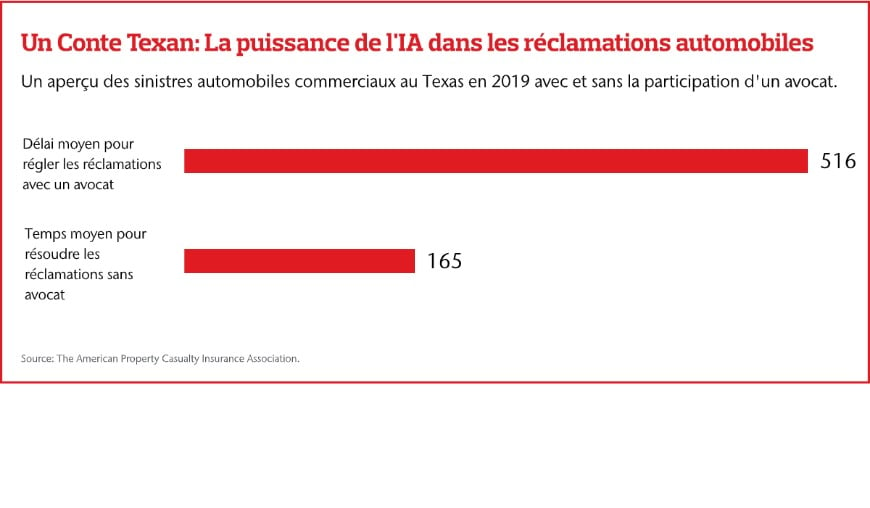 Un Conte Texan: La puissance de l'IA dans les réclamations automobiles
Un aperçu des sinistres automobiles commerciaux au Texas en 2019 avec et sans la participation d'un avocat.
Délai moyen pour
régler les réclamations
avec un avocat
516
Temps moyen pour
résoudre les
réclamations sans
avocat
165
Source: The American Property Casualty Insurance Association.